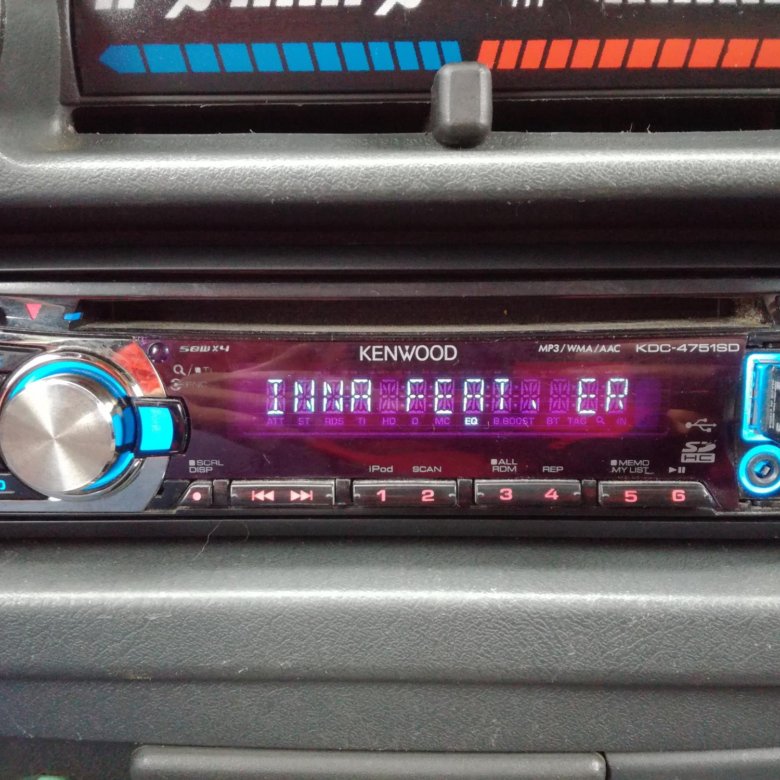 50W X4 KENWOOD MP3/WMA/AAC KDC-4751SD
INNA FEAT. ER
ATT ST RDS TI HD D MC EQ B.BOOST BT TAG IN
SCRL DISP iPod SCAN ALL RDM REP MEMO MY LIST
1 2 3 4 5 6
SD HC